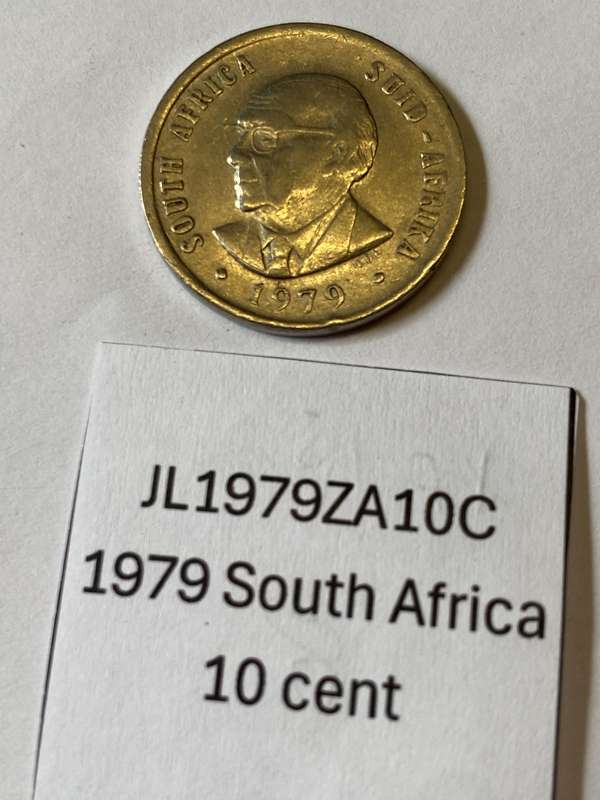 SOUTH AFRICA
SUID-AFRIKA
1979
JL1979ZA10C
1979 South Africa
10 cent